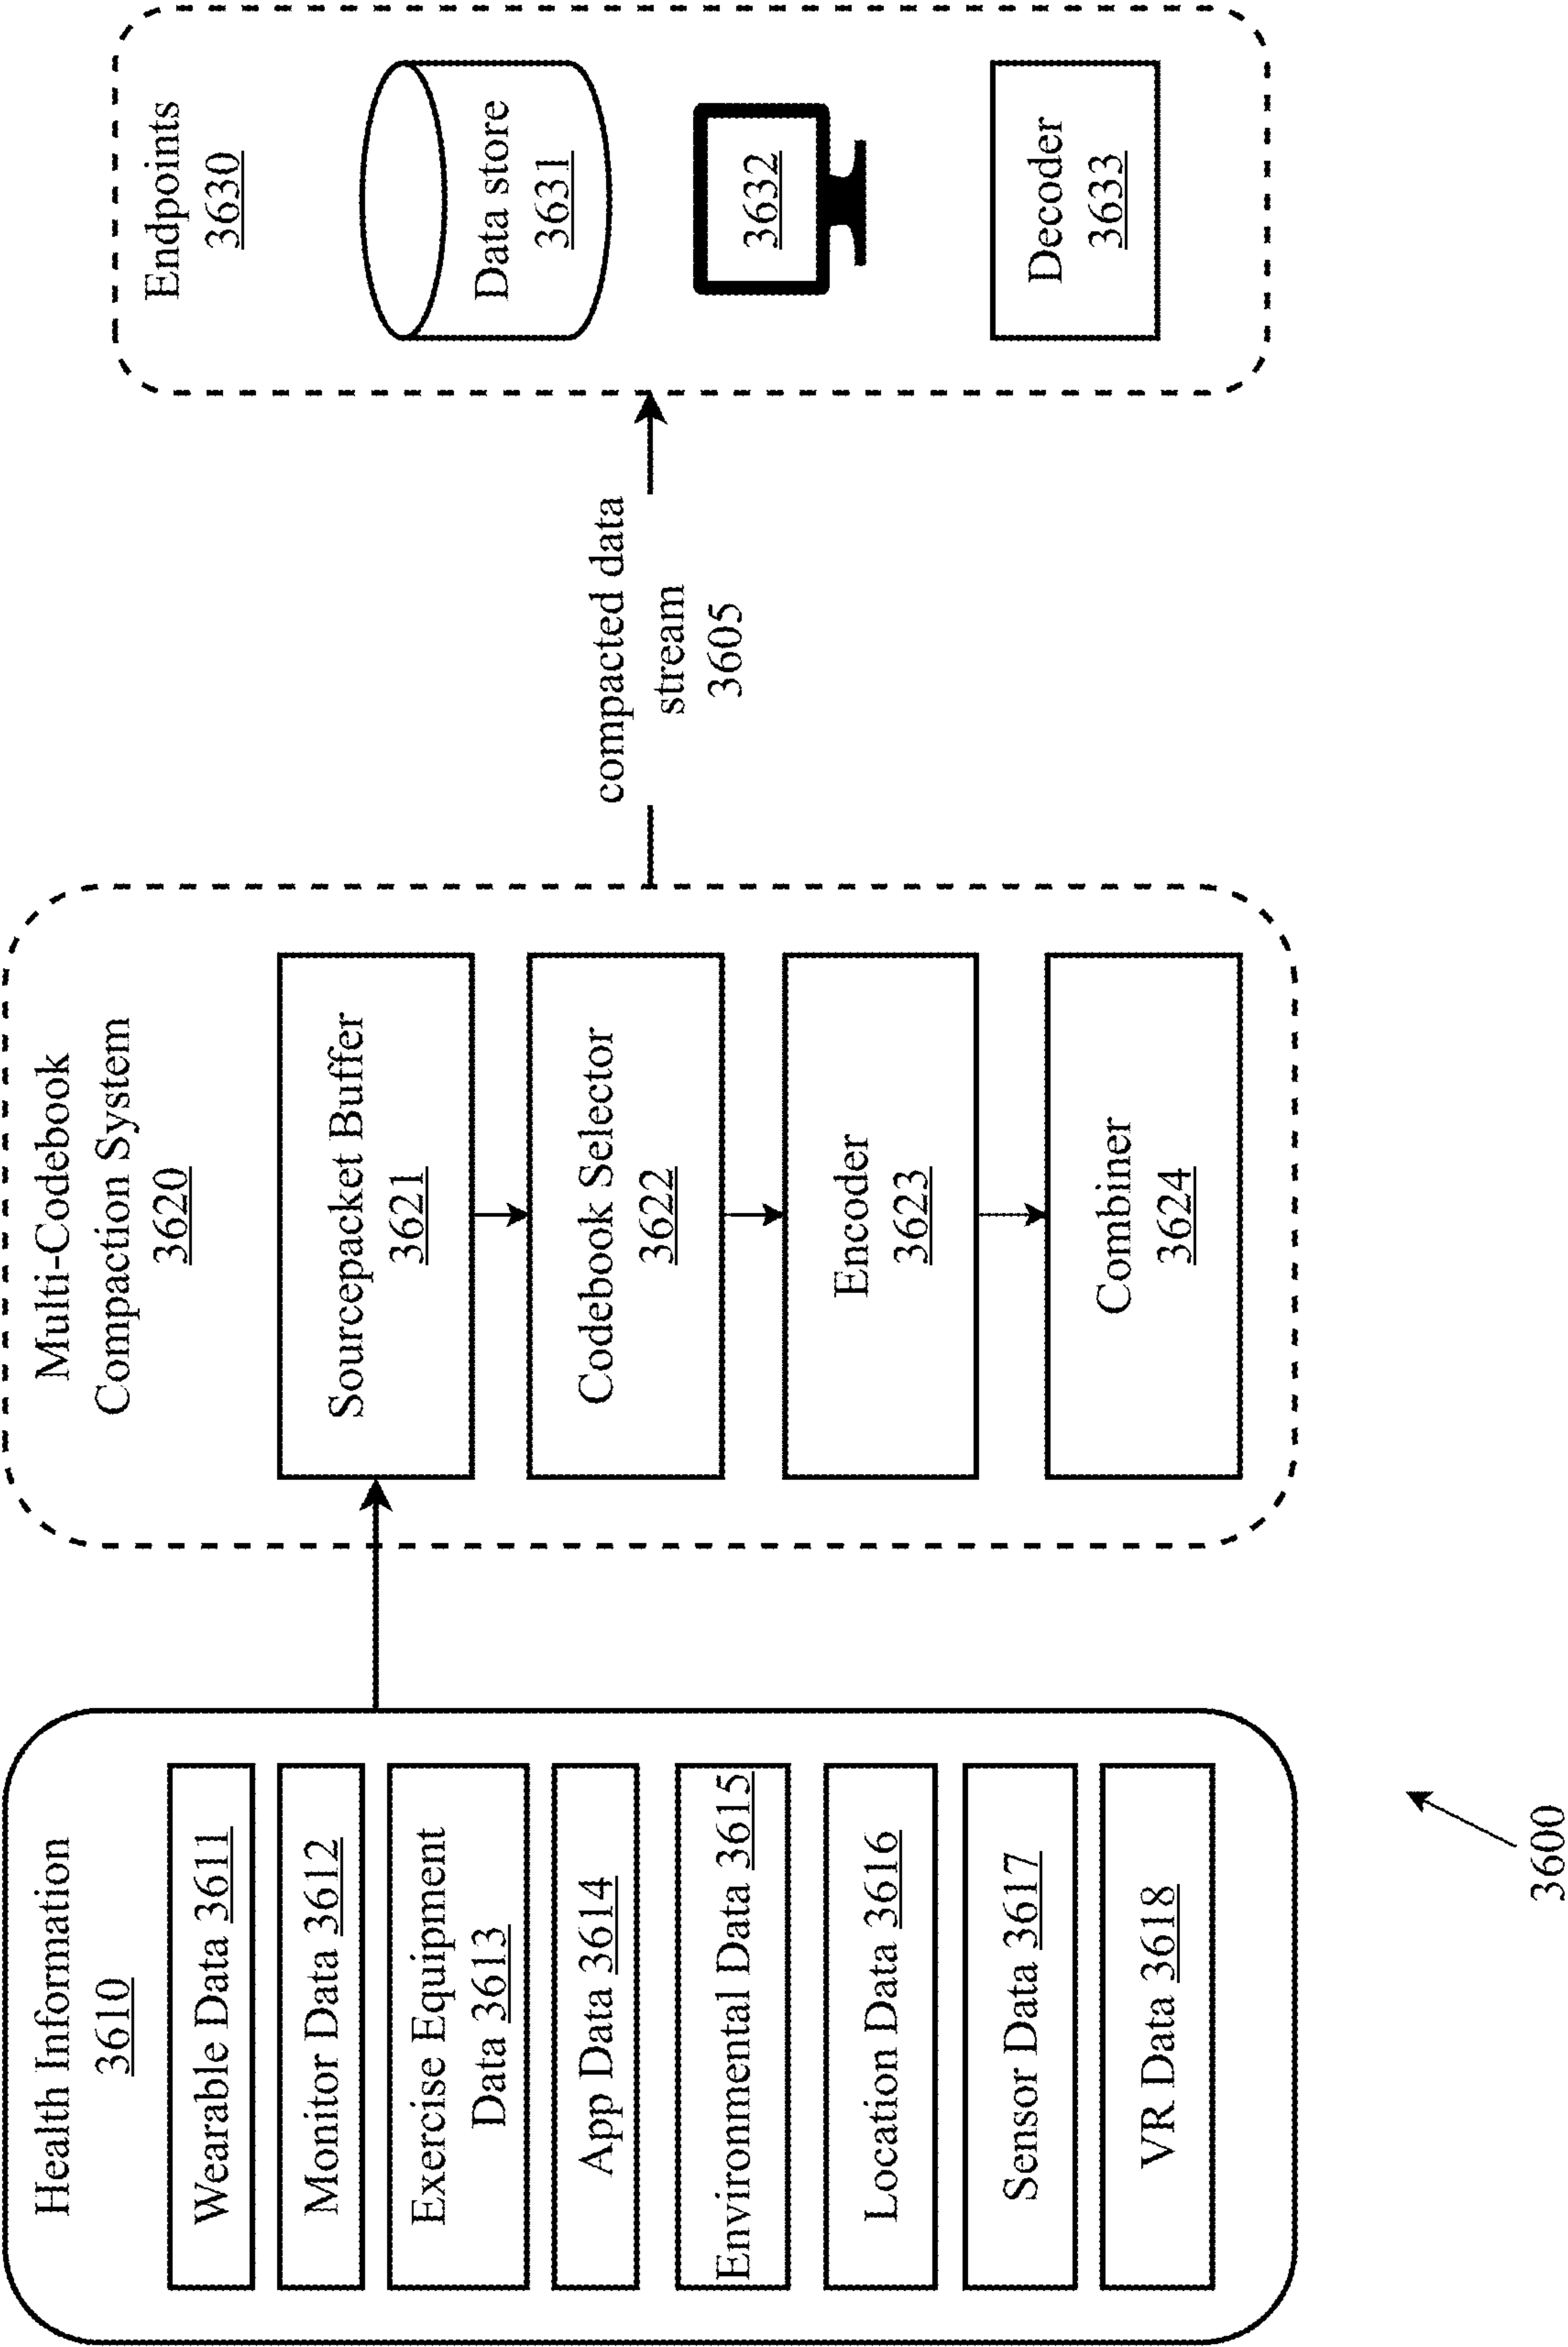 Health Information
3610
Wearable Data 3611
Monitor Data 3612
Exercise Equipment
Data 3613
App Data 3614
Environmental Data 3615
Location Data 3616
Sensor Data 3617
VR Data 3618
Multi-Codebook
Compaction System
3620
Sourcepacket Buffer
3621
Codebook Selector
3622
Encoder
3623
Combiner
3624
compacted data
stream
3605
Endpoints
3630
Data store
3631
3632
Decoder
3633
3600